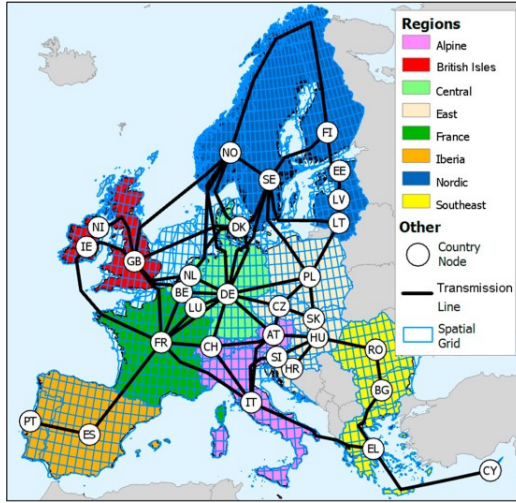 Regions
Alpine
British Isles
Central
East
France
Iberia
Nordic
Southeast
Other
Country
Node
Transmission
Line
Spatial
Grid
NO
FI
SE
EE
LV
LT
DK
NI
IE
GB
NL
BE
LU
DE
PL
CZ
SK
FR
CH
AT
HU
SI
HR
RO
BG
IT
PT
ES
EL
CY